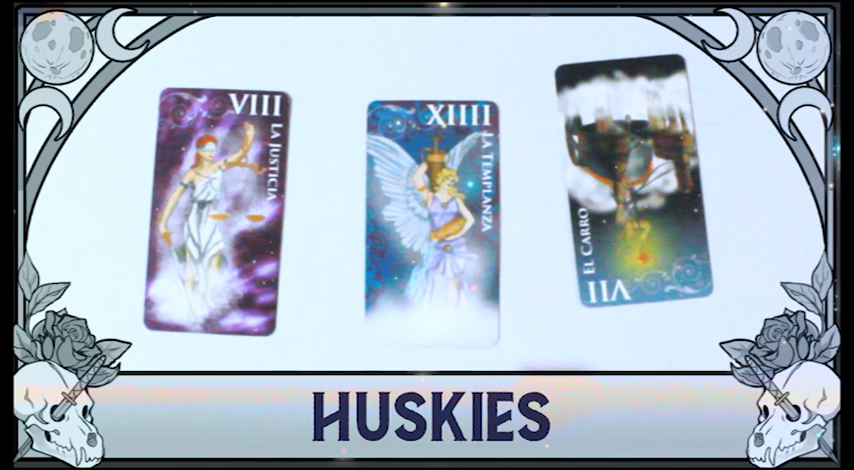 VIII
LA JUSTICIA
XIIII
LA TEMPLANZA
EL CARRO
VII
HUSKIES